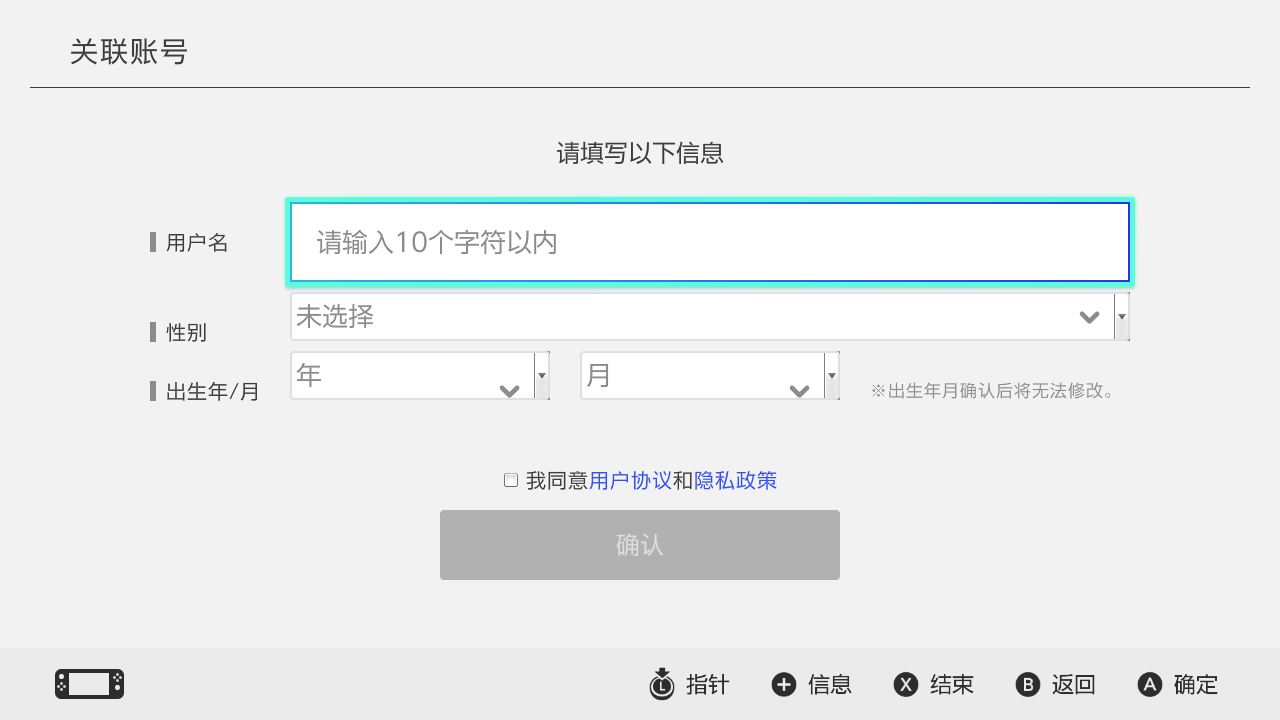 关联账号
请填写以下信息
用户名
请输入10个字符以内
性别
未选择
出生年/月
年
月
※出生年月确认后将无法修改。
我同意用户协议和隐私政策
确认
L 指针 + 信息 X 结束 B 返回 A 确定